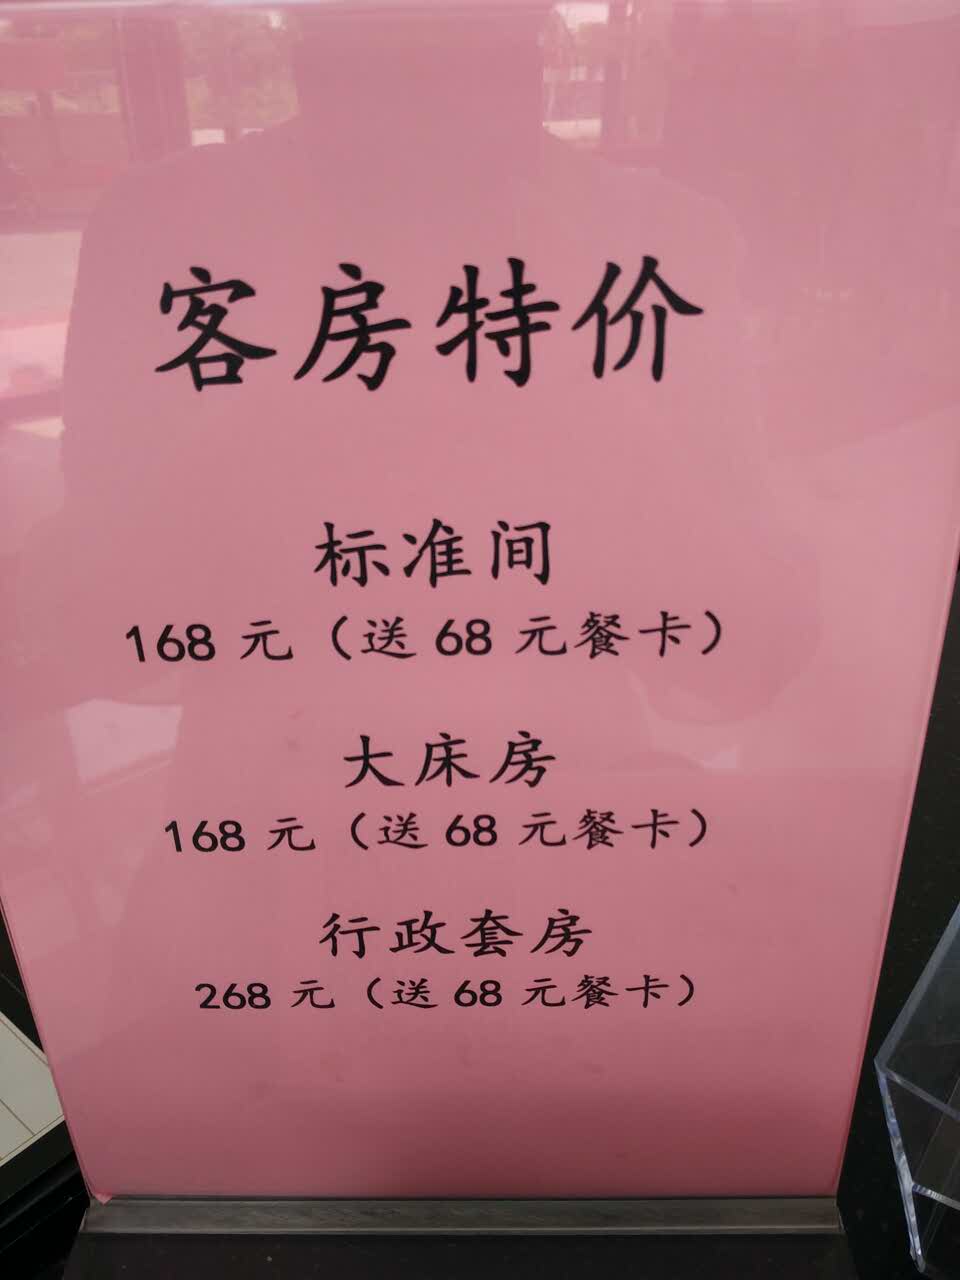 客房特价
标准间
168 元（送 68 元餐卡）
大床房
168 元（送 68 元餐卡）
行政套房
268 元（送 68 元餐卡）